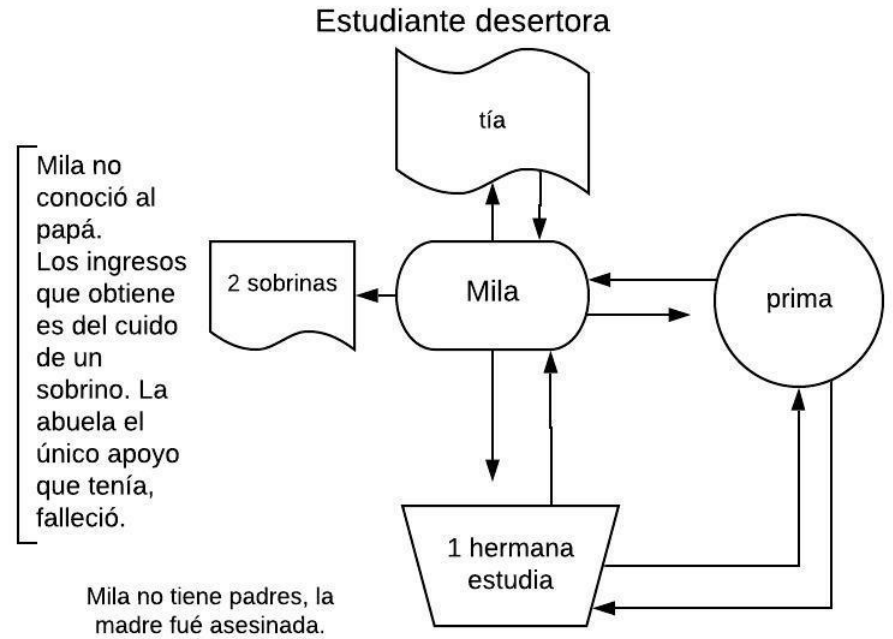 Estudiante desertora
tía
Mila no
conoció al
papá.
Los ingresos
que obtiene
es del cuido
de un
sobrino. La
abuela el
único apoyo
que tenía,
falleció.
2 sobrinas
Mila
prima
1 hermana
estudia
Mila no tiene padres, la
madre fué asesinada.